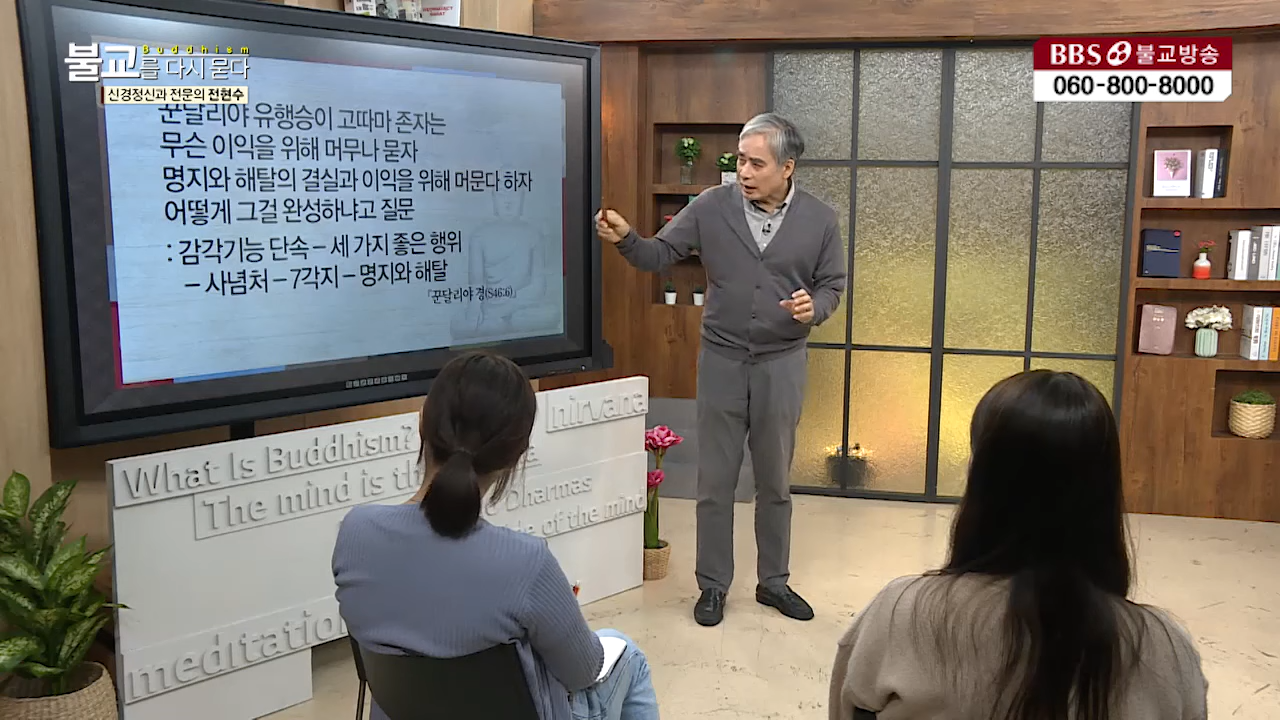 불교를 다시 묻다
Buddhism
신경정신과 전문의 전현수
BBS 불교방송
060-800-8000
꾼달리야 유행승이 고따마 존자는
무슨 이익을 위해 머무나 묻자
명지와 해탈의 결실과 이익을 위해 머문다 하자
어떻게 그걸 완성하냐고 질문
: 감각기능 단속 – 세 가지 좋은 행위
– 사념처 – 7각지 – 명지와 해탈
『꾼달리야 경(S46:6)』
nirvana
What Is Buddhism?
The mind is th
Dharmas
of the mind
meditatio